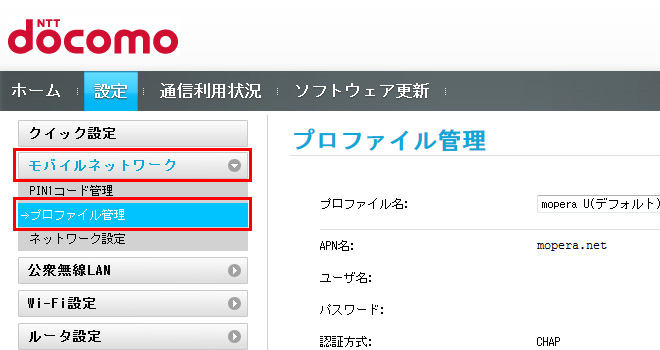 NTT
docomo
ホーム 設定 通信利用状況 ソフトウェア更新
クイック設定
モバイルネットワーク
PIN1コード管理
→プロファイル管理
ネットワーク設定
公衆無線LAN
Wi-Fi設定
ルータ設定
プロファイル管理
プロファイル名: mopera U(デフォルト)
APN名: mopera.net
ユーザ名:
パスワード:
認証方式: CHAP